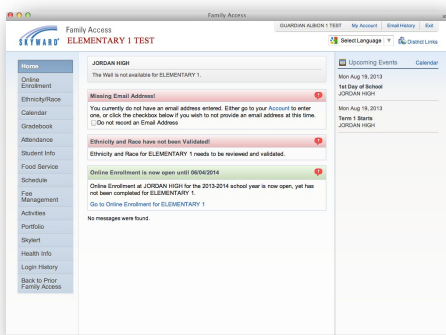 Family Access
GUARDIAN ALBION 1 TEST My Account Email History Exit
SKYWARD
Family Access
ELEMENTARY 1 TEST
Select Language District Links
Home
Online Enrollment
Ethnicity/Race
Calendar
Gradebook
Attendance
Student Info
Food Service
Schedule
Fee Management
Activities
Portfolio
Skylert
Health Info
Login History
Back to Prior Family Access
JORDAN HIGH
The Wall is not available for ELEMENTARY 1.
Missing Email Address!
You currently do not have an email address entered. Either go to your Account to enter
one, or click the checkbox below if you wish to not provide an email address at this time.
Do not record an Email Address
Ethnicity and Race have not been Validated!
Ethnicity and Race for ELEMENTARY 1 needs to be reviewed and validated.
Online Enrollment is now open until 06/04/2014
Online Enrollment at JORDAN HIGH for the 2013-2014 school year is now open, yet has
not been completed for ELEMENTARY 1.
Go to Online Enrollment for ELEMENTARY 1
No messages were found.
Upcoming Events Calendar
Mon Aug 19, 2013
1st Day of School
JORDAN HIGH
Mon Aug 19, 2013
Term 1 Starts
JORDAN HIGH